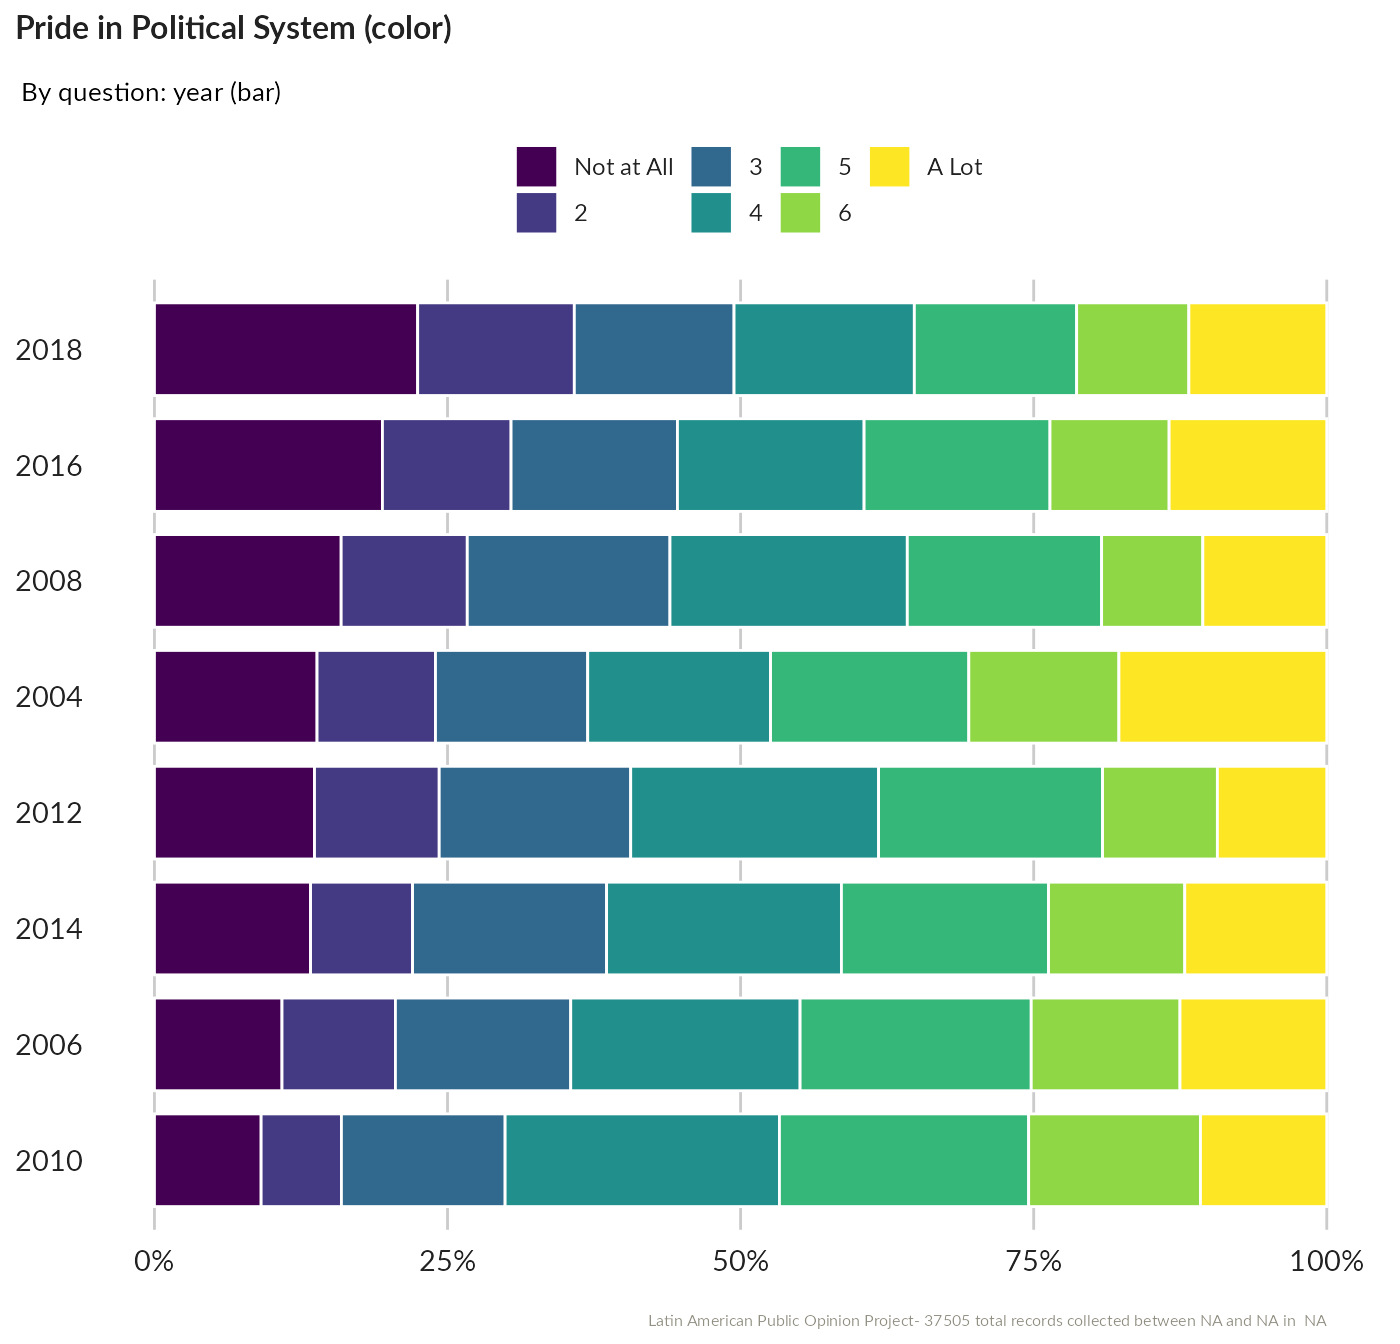 Pride in Political System (color)
By question: year (bar)
Not at All 3 5 A Lot
2 4 6
2018
2016
2008
2004
2012
2014
2006
2010
0% 25% 50% 75% 100%
Latin American Public Opinion Project- 37505 total records collected between NA and NA in  NA